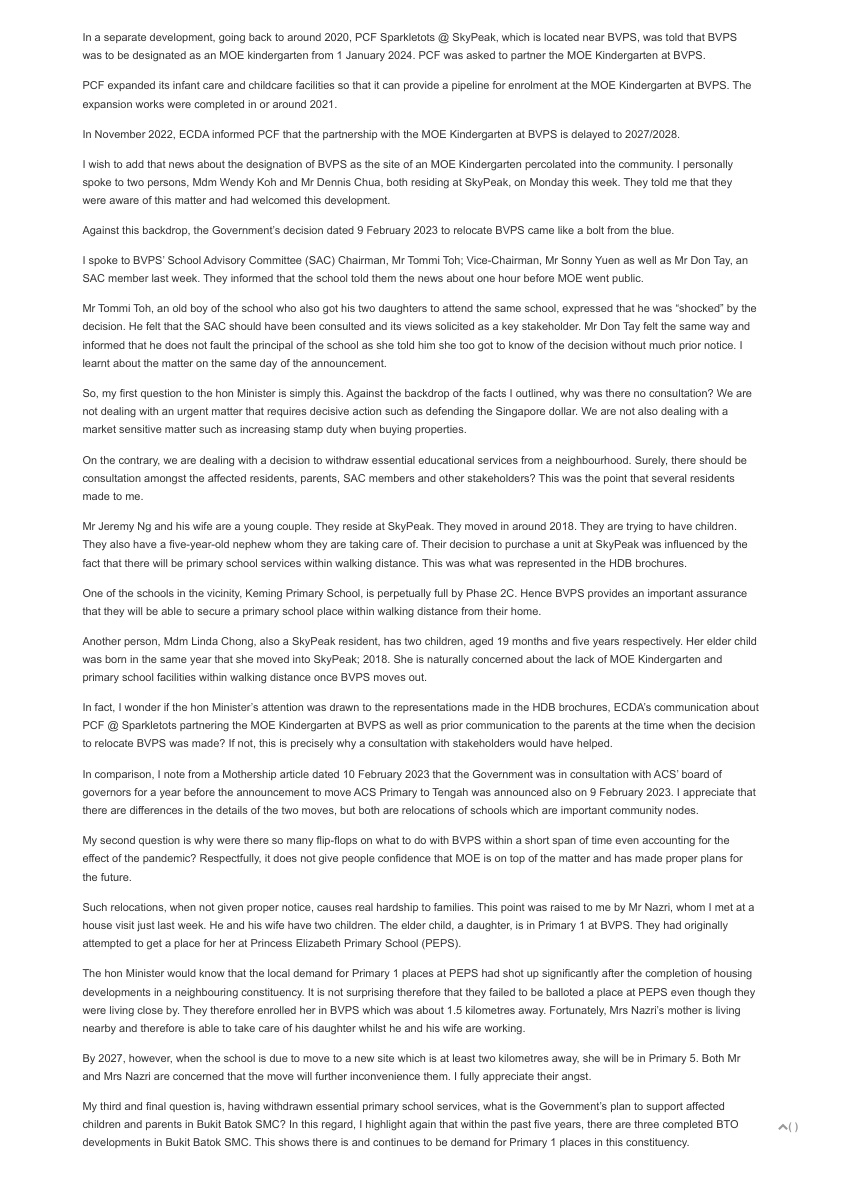 In a separate development, going back to around 2020, PCF Sparkletots @ SkyPeak, which is located near BVPS, was told that BVPS
was to be designated as an MOE kindergarten from 1 January 2024. PCF was asked to partner the MOE Kindergarten at BVPS.
PCF expanded its infant care and childcare facilities so that it can provide a pipeline for enrolment at the MOE Kindergarten at BVPS. The
expansion works were completed in or around 2021.
In November 2022, ECDA informed PCF that the partnership with the MOE Kindergarten at BVPS is delayed to 2027/2028.
I wish to add that news about the designation of BVPS as the site of an MOE Kindergarten percolated into the community. I personally
spoke to two persons, Mdm Wendy Koh and Mr Dennis Chua, both residing at SkyPeak, on Monday this week. They told me that they
were aware of this matter and had welcomed this development.
Against this backdrop, the Government's decision dated 9 February 2023 to relocate BVPS came like a bolt from the blue.
I spoke to BVPS' School Advisory Committee (SAC) Chairman, Mr Tommi Toh; Vice-Chairman, Mr Sonny Yuen as well as Mr Don Tay, an
SAC member last week. They informed that the school told them the news about one hour before MOE went public.
Mr Tommi Toh, an old boy of the school who also got his two daughters to attend the same school, expressed that he was “shocked” by the
decision. He felt that the SAC should have been consulted and its views solicited as a key stakeholder. Mr Don Tay felt the same way and
informed that he does not fault the principal of the school as she told him she too got to know of the decision without much prior notice. I
learnt about the matter on the same day of the announcement.
So, my first question to the hon Minister is simply this. Against the backdrop of the facts I outlined, why was there no consultation? We are
not dealing with an urgent matter that requires decisive action such as defending the Singapore dollar. We are not also dealing with a
market sensitive matter such as increasing stamp duty when buying properties.
On the contrary, we are dealing with a decision to withdraw essential educational services from a neighbourhood. Surely, there should be
consultation amongst the affected residents, parents, SAC members and other stakeholders? This was the point that several residents
made to me.
Mr Jeremy Ng and his wife are a young couple. They reside at SkyPeak. They moved in around 2018. They are trying to have children.
They also have a five-year-old nephew whom they are taking care of. Their decision to purchase a unit at SkyPeak was influenced by the
fact that there will be primary school services within walking distance. This was what was represented in the HDB brochures.
One of the schools in the vicinity, Keming Primary School, is perpetually full by Phase 2C. Hence BVPS provides an important assurance
that they will be able to secure a primary school place within walking distance from their home.
Another person, Mdm Linda Chong, also a SkyPeak resident, has two children, aged 19 months and five years respectively. Her elder child
was born in the same year that she moved into SkyPeak; 2018. She is naturally concerned about the lack of MOE Kindergarten and
primary school facilities within walking distance once BVPS moves out.
In fact, I wonder if the hon Minister's attention was drawn to the representations made in the HDB brochures, ECDA's communication about
PCF @ Sparkletots partnering the MOE Kindergarten at BVPS as well as prior communication to the parents at the time when the decision
to relocate BVPS was made? If not, this is precisely why a consultation with stakeholders would have helped.
In comparison, I note from a Mothership article dated 10 February 2023 that the Government was in consultation with ACS' board of
governors for a year before the announcement to move ACS Primary to Tengah was announced also on 9 February 2023. I appreciate that
there are differences in the details of the two moves, but both are relocations of schools which are important community nodes.
My second question is why were there so many flip-flops on what to do with BVPS within a short span of time even accounting for the
effect of the pandemic? Respectfully, it does not give people confidence that MOE is on top of the matter and has made proper plans for
the future.
Such relocations, when not given proper notice, causes real hardship to families. This point was raised to me by Mr Nazri, whom I met at a
house visit just last week. He and his wife have two children. The elder child, a daughter, is in Primary 1 at BVPS. They had originally
attempted to get a place for her at Princess Elizabeth Primary School (PEPS).
The hon Minister would know that the local demand for Primary 1 places at PEPS had shot up significantly after the completion of housing
developments in a neighbouring constituency. It is not surprising therefore that they failed to be balloted a place at PEPS even though they
were living close by. They therefore enrolled her in BVPS which was about 1.5 kilometres away. Fortunately, Mrs Nazri's mother is living
nearby and therefore is able to take care of his daughter whilst he and his wife are working.
By 2027, however, when the school is due to move to a new site which is at least two kilometres away, she will be in Primary 5. Both Mr
and Mrs Nazri are concerned that the move will further inconvenience them. I fully appreciate their angst.
My third and final question is, having withdrawn essential primary school services, what is the Government's plan to support affected
children and parents in Bukit Batok SMC? In this regard, I highlight again that within the past five years, there are three completed BTO
developments in Bukit Batok SMC. This shows there is and continues to be demand for Primary 1 places in this constituency.
( )